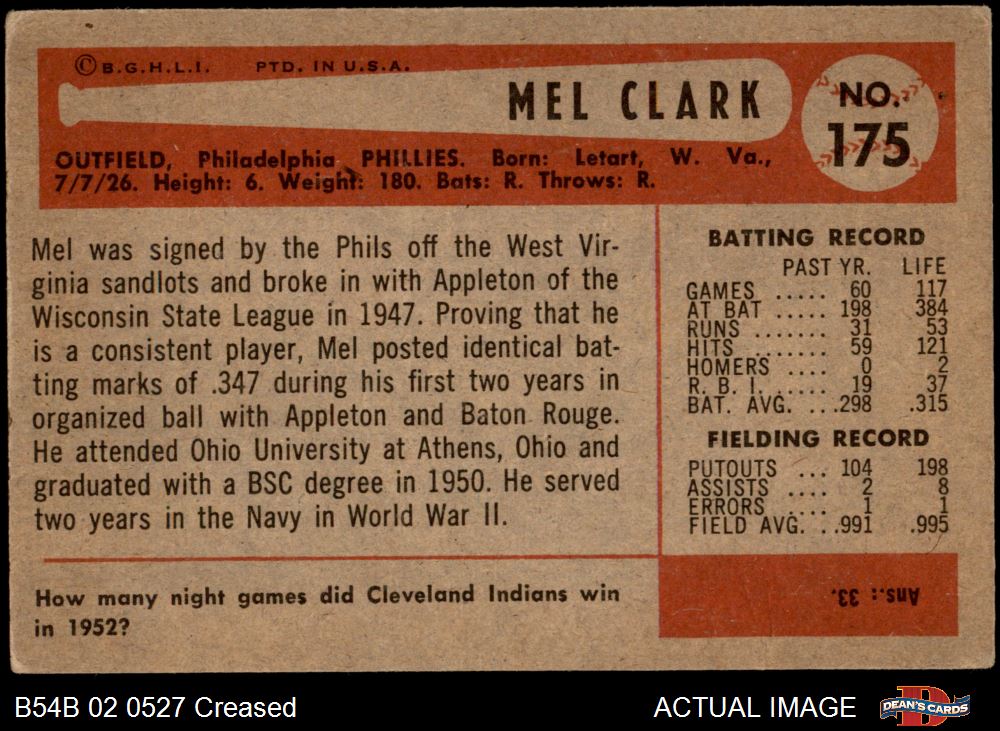 © B.G.H.L.I. PTD. IN U.S.A.
MEL CLARK
NO.
175
OUTFIELD, Philadelphia PHILLIES. Born: Letart, W. Va.,
7/7/26. Height: 6. Weight: 180. Bats: R. Throws: R.
Mel was signed by the Phils off the West Vir-
ginia sandlots and broke in with Appleton of the
Wisconsin State League in 1947. Proving that he
is a consistent player, Mel posted identical bat-
ting marks of .347 during his first two years in
organized ball with Appleton and Baton Rouge.
He attended Ohio University at Athens, Ohio and
graduated with a BSC degree in 1950. He served
two years in the Navy in World War II.
BATTING RECORD
PAST YR. LIFE
GAMES ..... 60 117
AT BAT ..... 198 384
RUNS ....... 31 53
HITS ....... 59 121
HOMERS .... 0 2
R. B. I. .... 19 37
BAT. AVG. ...298 .315
FIELDING RECORD
PUTOUTS ... 104 198
ASSISTS .... 2 8
ERRORS .... 1 1
FIELD AVG. ..991 .995
How many night games did Cleveland Indians win
in 1952?
Ans.: 33.
B54B 02 0527 Creased
ACTUAL IMAGE
D
DEAN'S CARDS